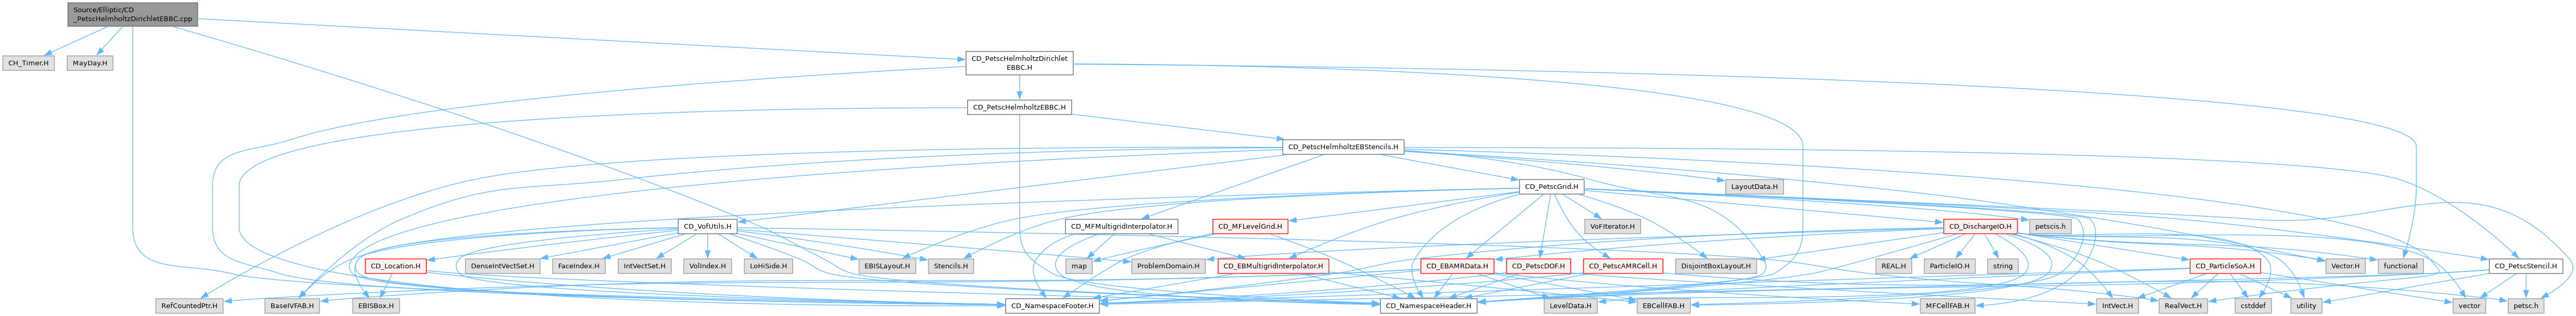 Source/Elliptic/CD
_PetscHelmholtzDirichletEBBC.cpp
CH_Timer.H
MayDay.H
CD_PetscHelmholtzDirichlet
EBBC.H
CD_PetscHelmholtzEBBC.H
CD_PetscHelmholtzEBStencils.H
CD_PetscGrid.H
LayoutData.H
CD_VofUtils.H
CD_MFMultigridInterpolator.H
CD_MFLevelGrid.H
VoFIterator.H
CD_DischargeIO.H
petscis.h
CD_Location.H
DenseIntVectSet.H
FaceIndex.H
IntVectSet.H
VolIndex.H
LoHiSide.H
EBISLayout.H
Stencils.H
map
ProblemDomain.H
CD_EBMultigridInterpolator.H
CD_EBAMRData.H
CD_PetscDOF.H
CD_PetscAMRCell.H
DisjointBoxLayout.H
REAL.H
ParticleIO.H
string
CD_ParticleSoA.H
Vector.H
functional
CD_PetscStencil.H
RefCountedPtr.H
BaseIVFAB.H
EBISBox.H
CD_NamespaceFooter.H
CD_NamespaceHeader.H
LevelData.H
EBCellFAB.H
MFCellFAB.H
IntVect.H
RealVect.H
cstddef
utility
vector
petsc.h